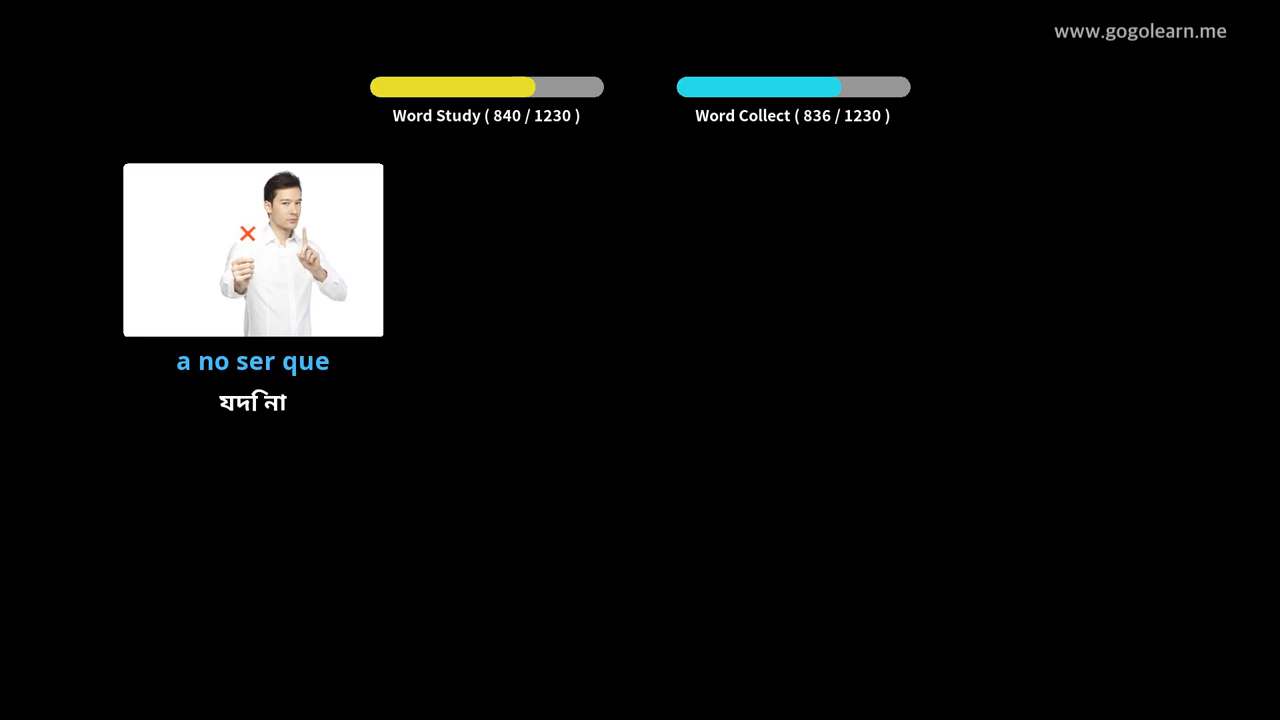 www.gogolearn.me
Word Study ( 840 / 1230 )
Word Collect ( 836 / 1230 )
a no ser que
যদি না